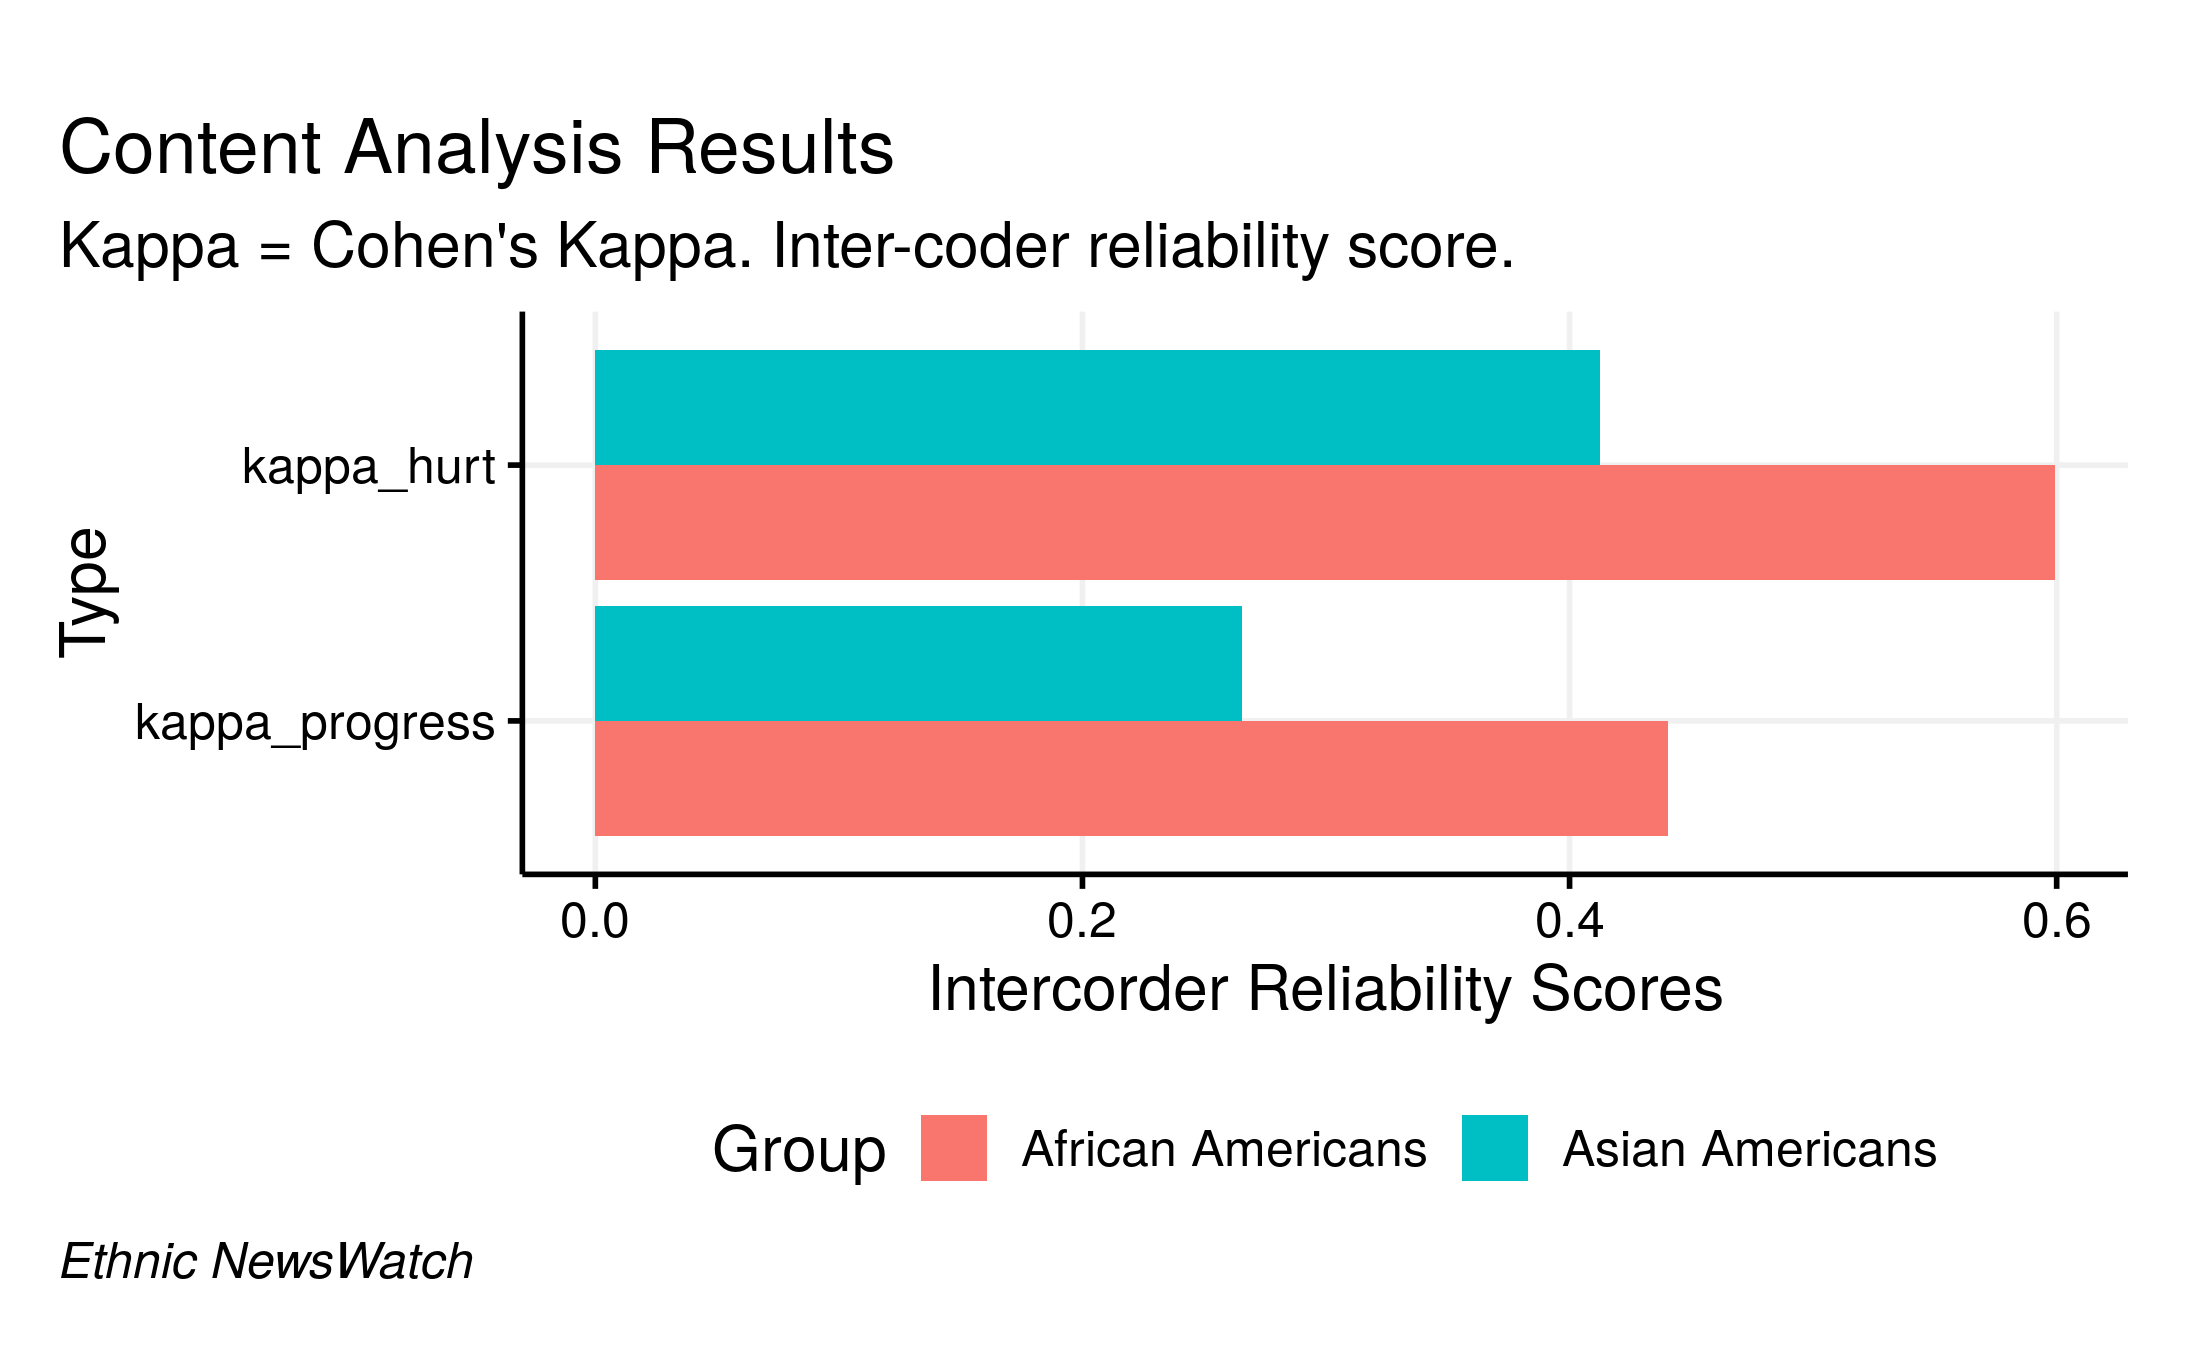 Content Analysis Results
Kappa = Cohen's Kappa. Inter-coder reliability score.
Type
kappa_hurt
kappa_progress
0.0 0.2 0.4 0.6
Intercorder Reliability Scores
Group African Americans Asian Americans
Ethnic NewsWatch